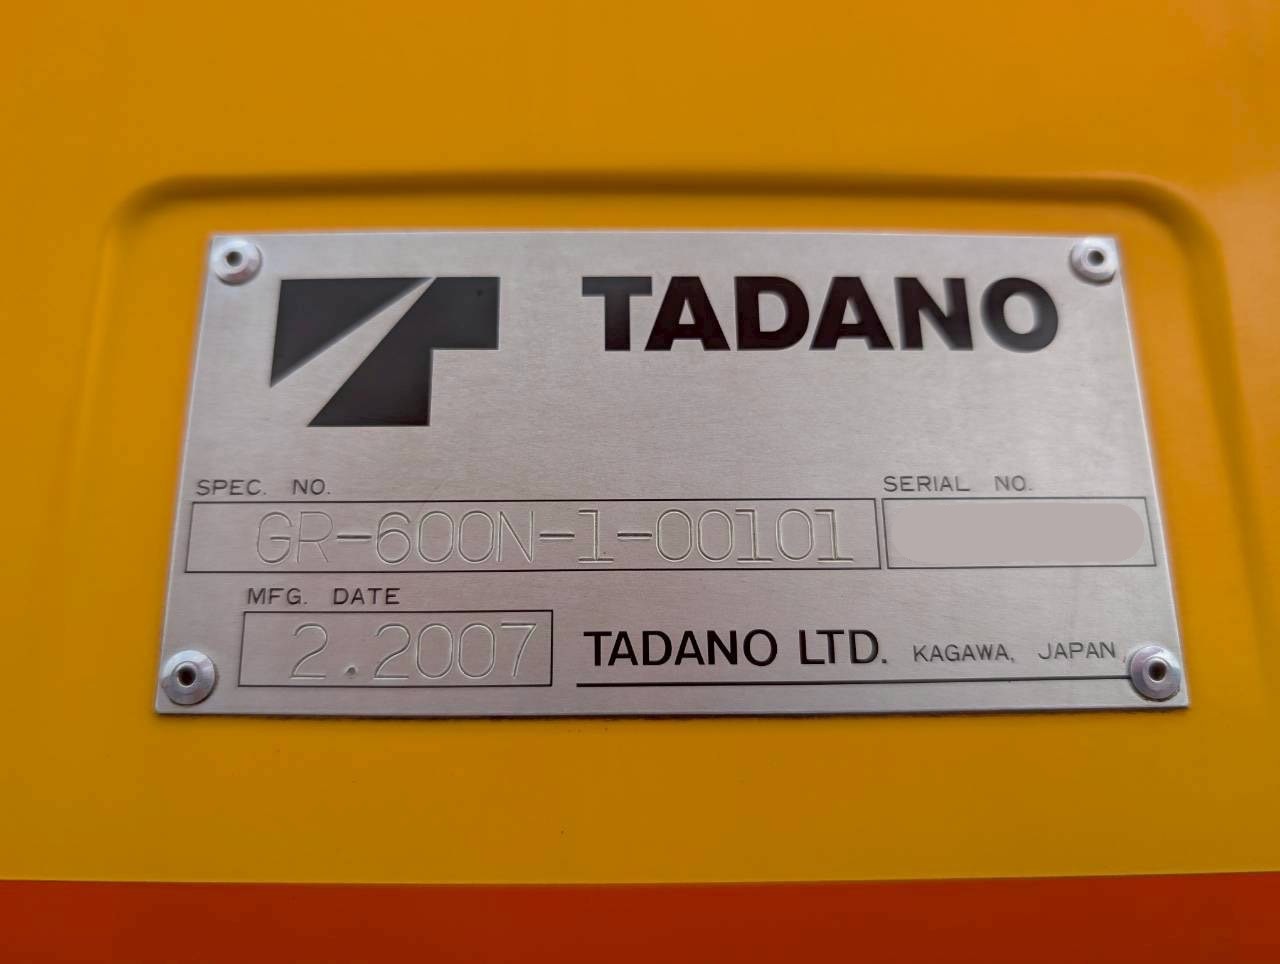 TADANO
SPEC. NO.
SERIAL NO.
GR-600N-1-00101
MFG. DATE
2.2007
TADANO LTD. KAGAWA, JAPAN